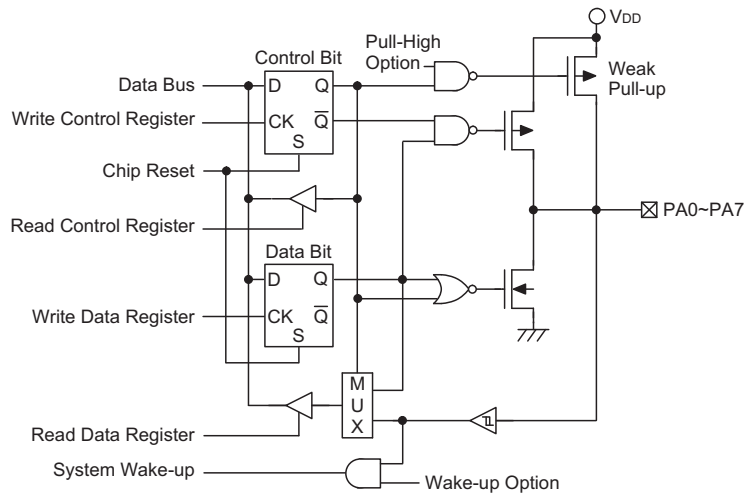 VDD
Control Bit
Pull-High
Option
Weak
Pull-up
Data Bus
D
Q
Write Control Register
CK
Q
S
Chip Reset
Read Control Register
PA0~PA7
Data Bit
D
Q
Write Data Register
CK
Q
S
M
U
X
Read Data Register
System Wake-up
Wake-up Option